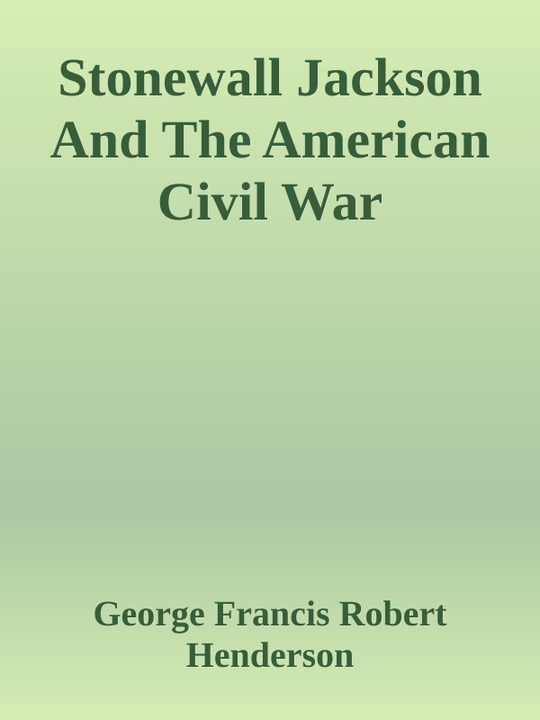 Stonewall Jackson
And The American
Civil War
George Francis Robert
Henderson